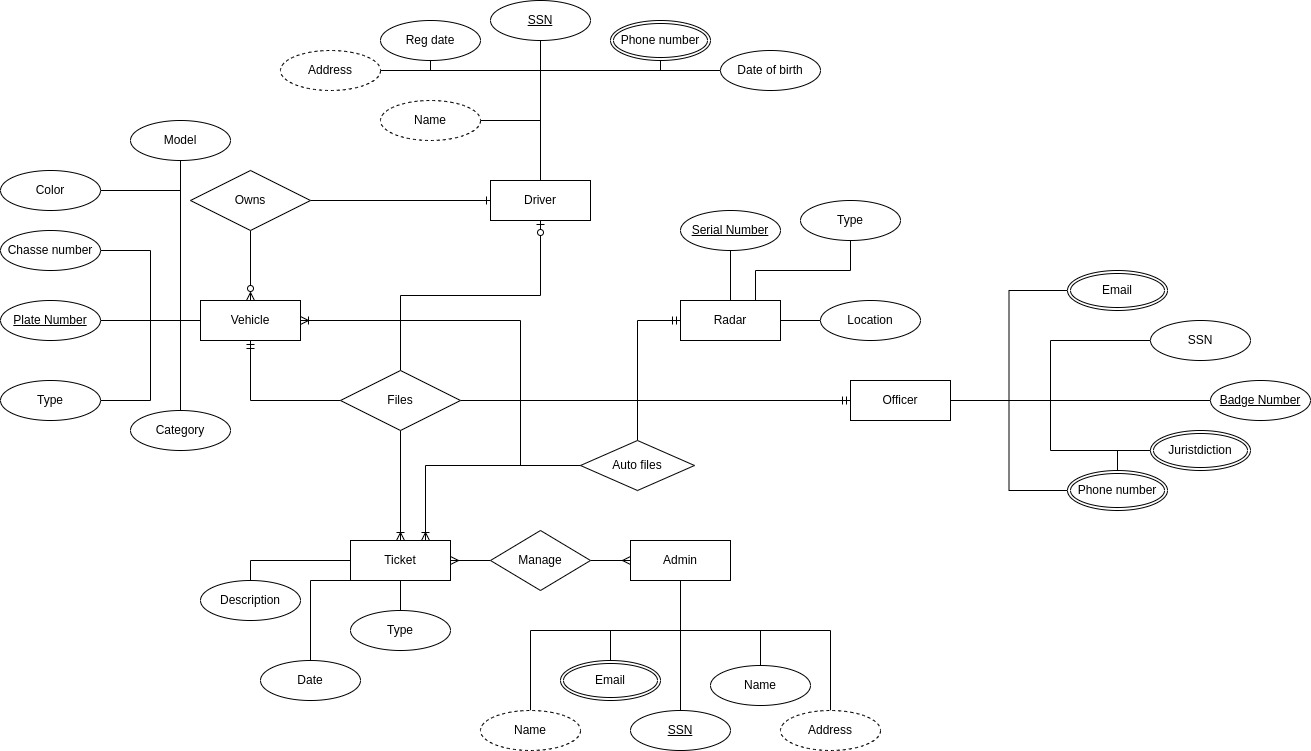 SSN
Reg date
Phone number
Address
Date of birth
Name
Model
Color
Owns
Driver
Chasse number
Serial Number
Type
Plate Number
Vehicle
Radar
Location
Email
SSN
Type
Files
Officer
Badge Number
Category
Auto files
Juristdiction
Phone number
Ticket
Manage
Admin
Description
Type
Date
Email
Name
Name
SSN
Address